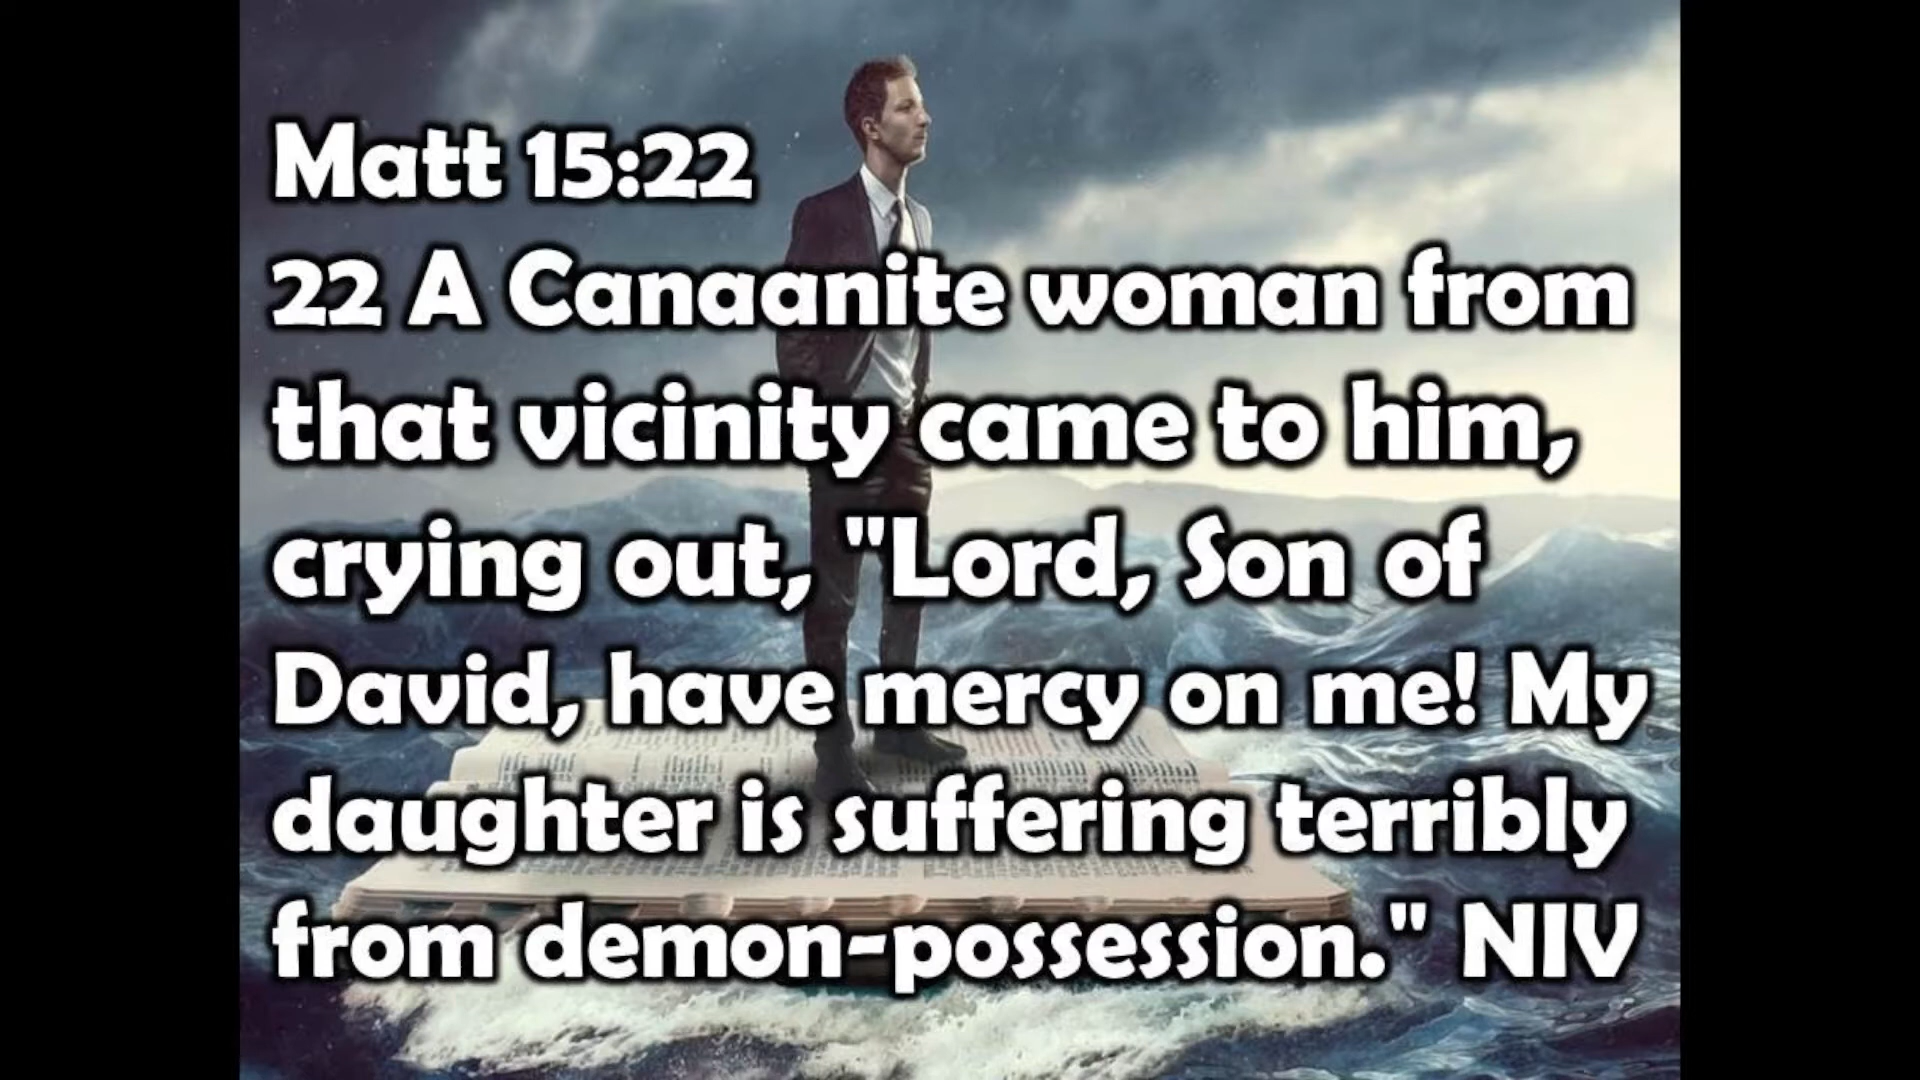 Matt 15:22
22 A Canaanite woman from
that vicinity came to him,
crying out, "Lord, Son of
David, have mercy on me! My
daughter is suffering terribly
from demon-possession." NIV